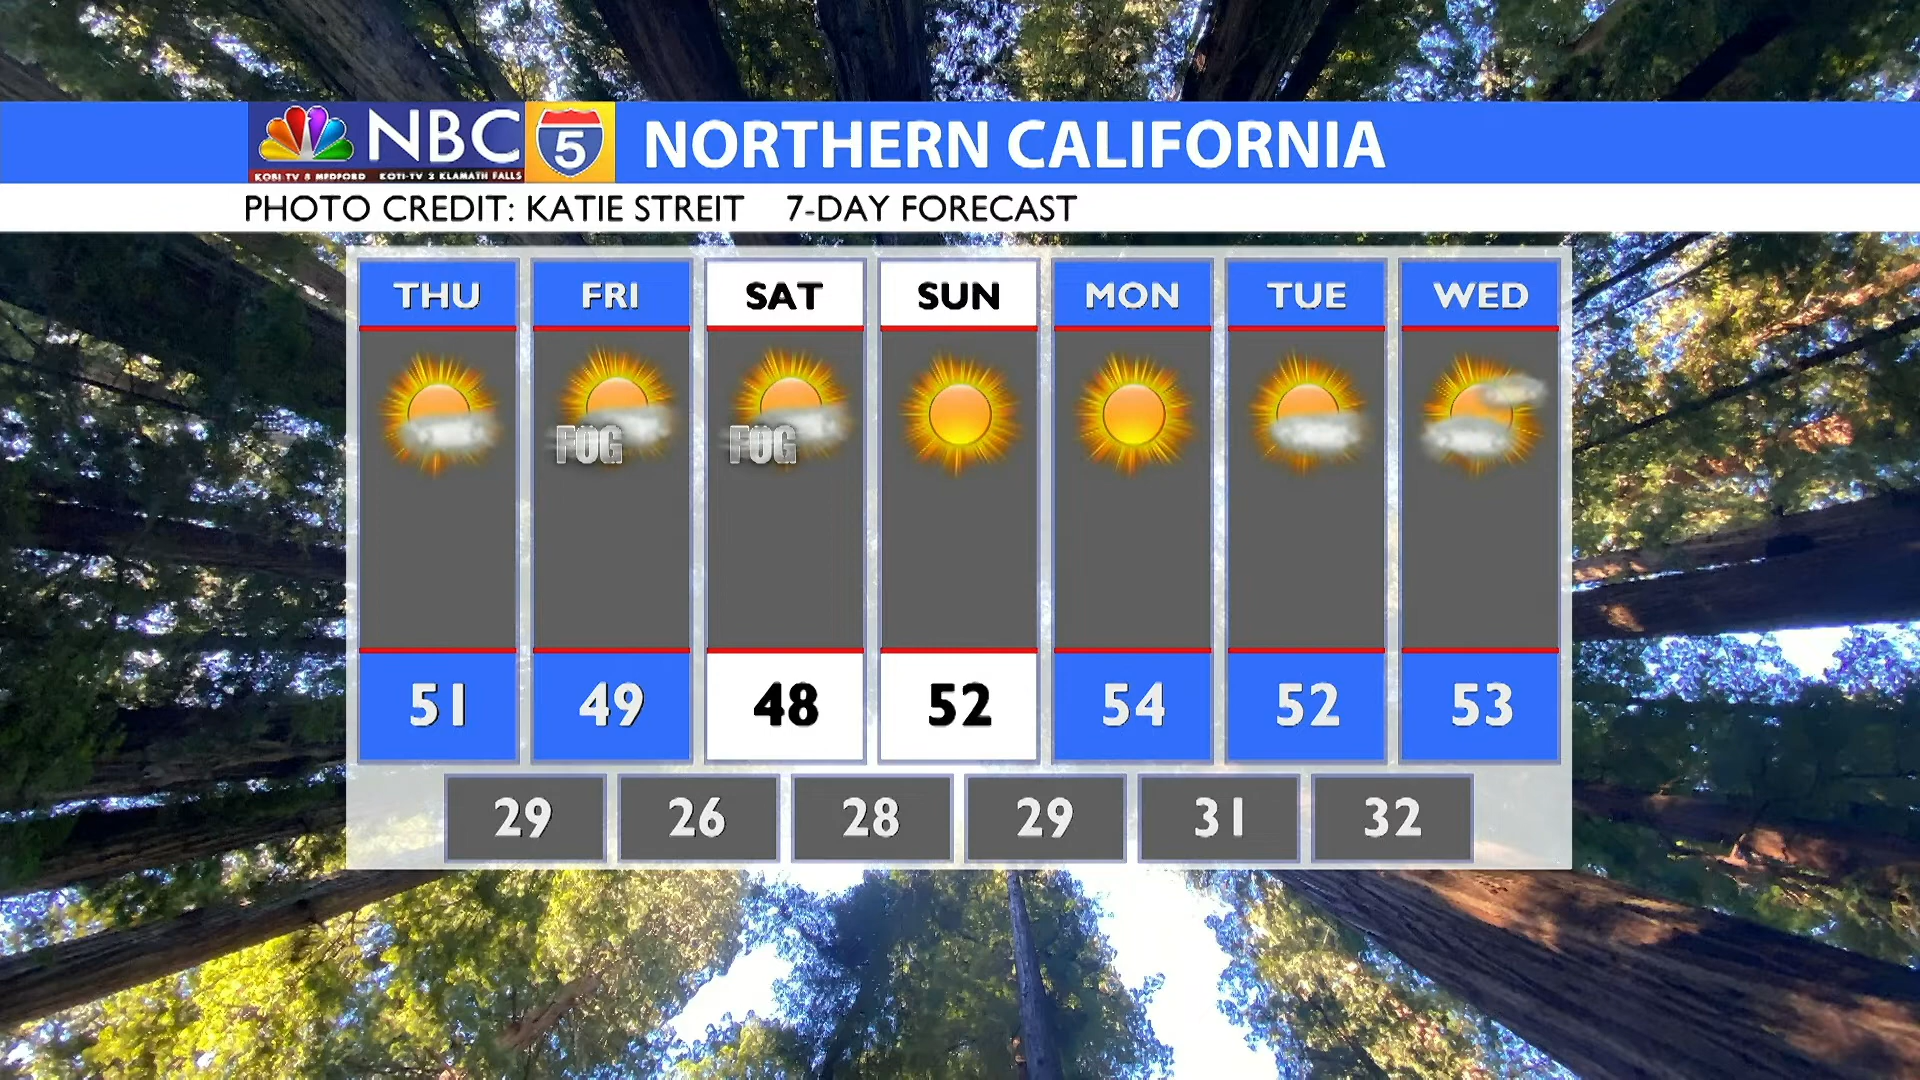 NBC 5 NORTHERN CALIFORNIA
KOBI-TV 5 MEDFORD KOTI-TV 2 KLAMATH FALLS
PHOTO CREDIT: KATIE STREIT 7-DAY FORECAST
THU FRI SAT SUN MON TUE WED
FOG FOG
51 49 48 52 54 52 53
29 26 28 29 31 32